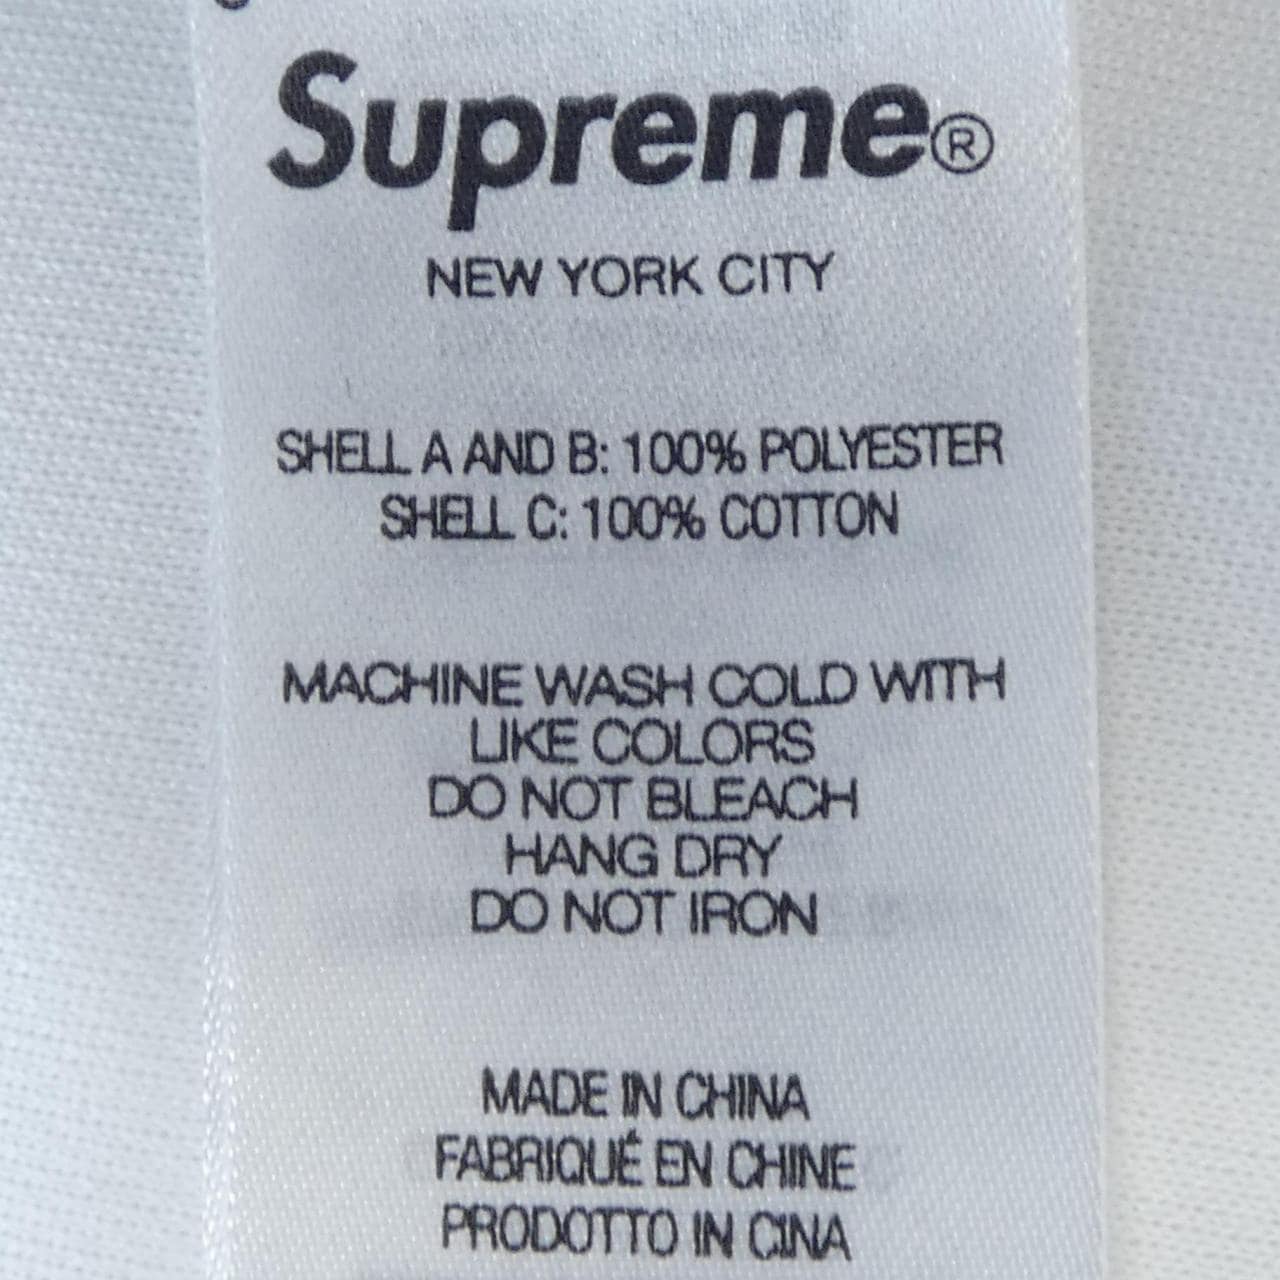 Supreme®
NEW YORK CITY
SHELL A AND B: 100% POLYESTER
SHELL C: 100% COTTON
MACHINE WASH COLD WITH
LIKE COLORS
DO NOT BLEACH
HANG DRY
DO NOT IRON
MADE IN CHINA
FABRIQUÉ EN CHINE
PRODOTTO IN CINA